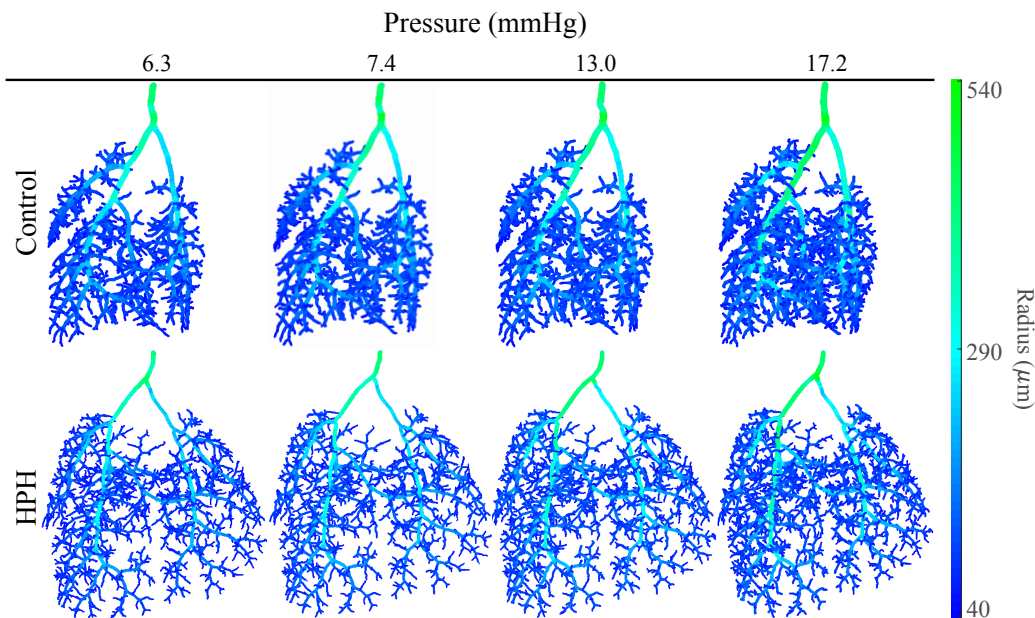 Pressure (mmHg)
6.3 7.4 13.0 17.2
540
Control
290
Radius (μm)
HPH
40